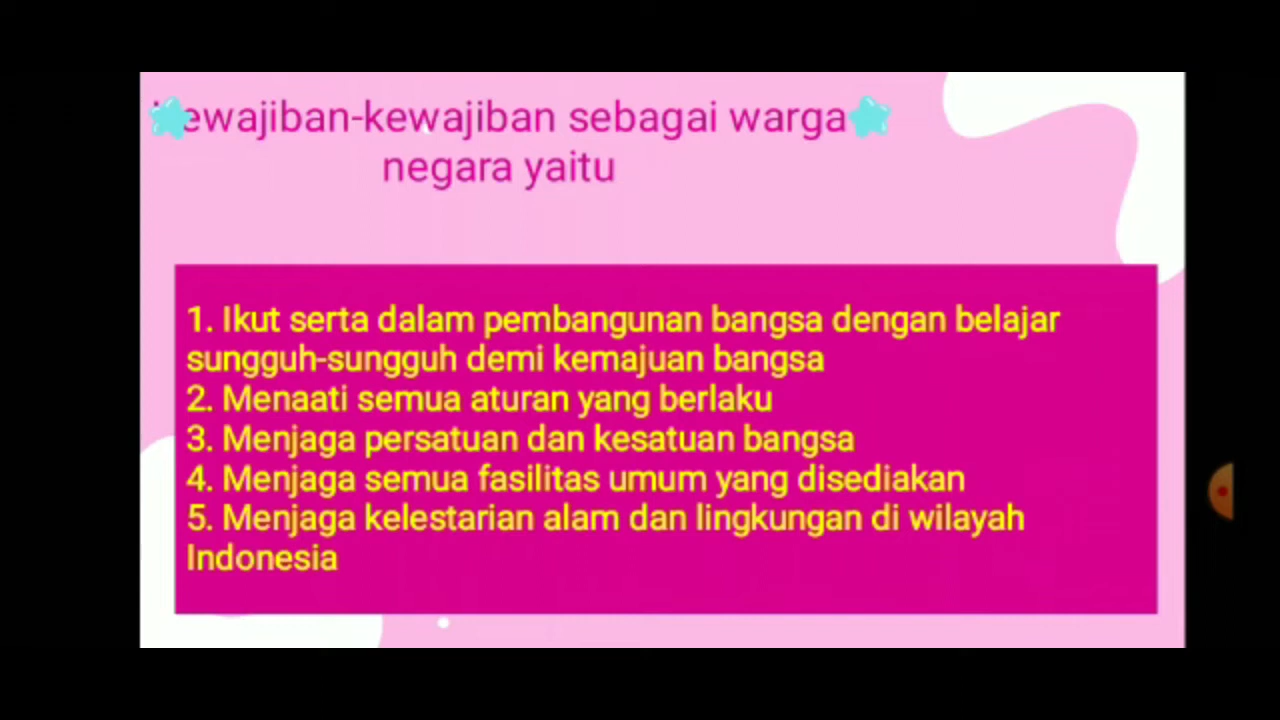 Kewajiban-kewajiban sebagai warga
negara yaitu
1. Ikut serta dalam pembangunan bangsa dengan belajar
sungguh-sungguh demi kemajuan bangsa
2. Menaati semua aturan yang berlaku
3. Menjaga persatuan dan kesatuan bangsa
4. Menjaga semua fasilitas umum yang disediakan
5. Menjaga kelestarian alam dan lingkungan di wilayah
Indonesia